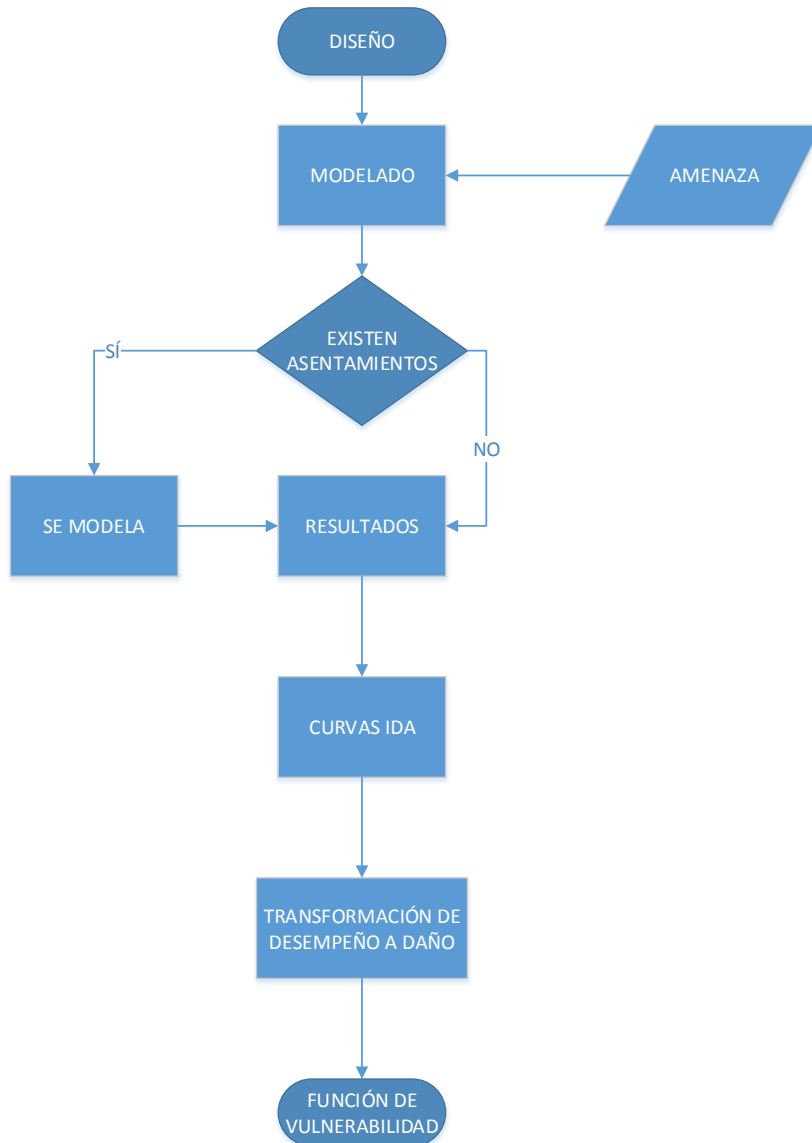 DISEÑO
MODELADO
AMENAZA
EXISTEN
ASENTAMIENTOS
SÍ
NO
SE MODELA
RESULTADOS
CURVAS IDA
TRANSFORMACIÓN DE
DESEMPEÑO A DAÑO
FUNCIÓN DE
VULNERABILIDAD